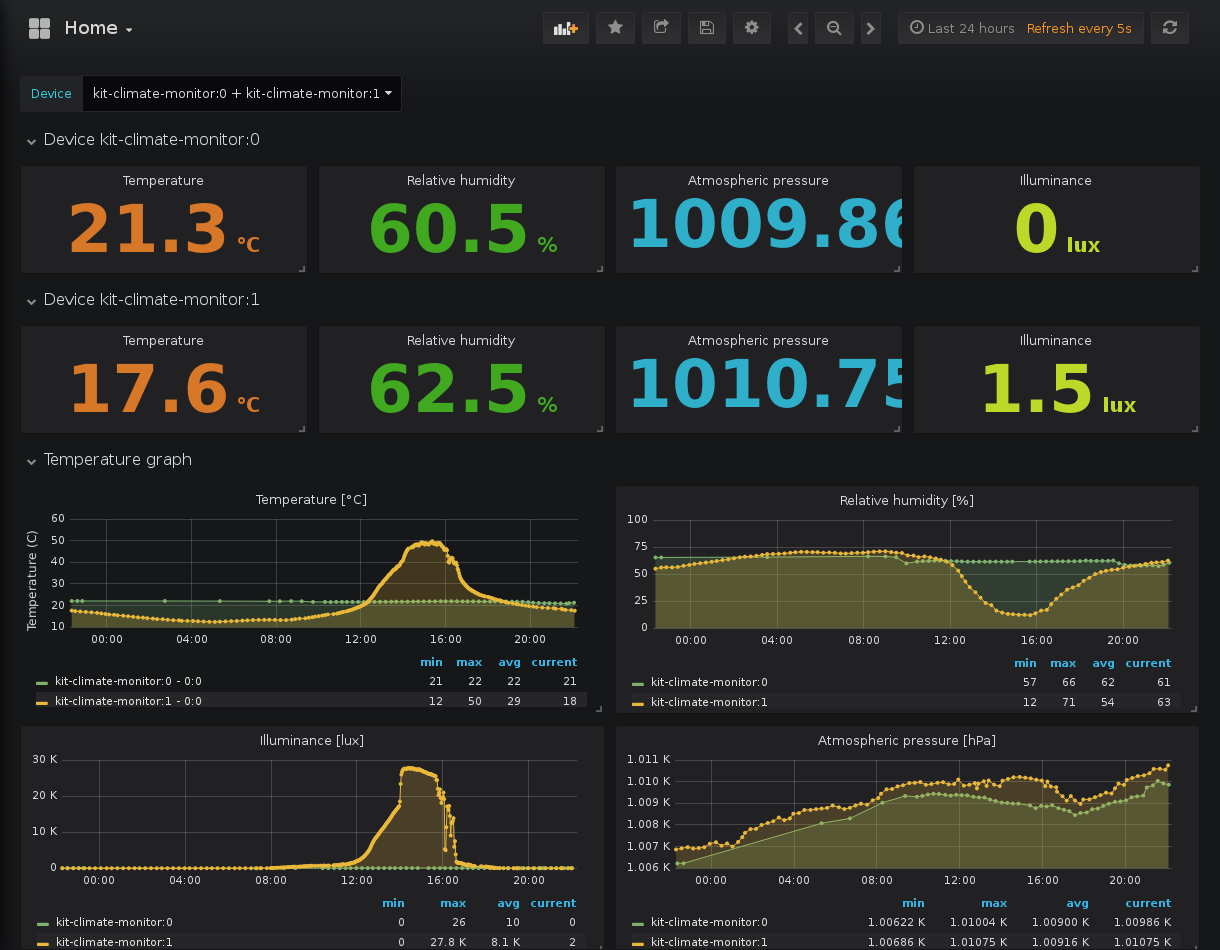 Home
Last 24 hours Refresh every 5s
Device kit-climate-monitor:0 + kit-climate-monitor:1
Device kit-climate-monitor:0
Temperature Relative humidity Atmospheric pressure Illuminance
21.3 °C 60.5 % 1009.86 0 lux
Device kit-climate-monitor:1
Temperature Relative humidity Atmospheric pressure Illuminance
17.6 °C 62.5 % 1010.75 1.5 lux
Temperature graph
Temperature [°C]
Temperature (C)
60
50
40
30
20
10
00:00 04:00 08:00 12:00 16:00 20:00
min max avg current
kit-climate-monitor:0 - 0:0 21 22 22 21
kit-climate-monitor:1 - 0:0 12 50 29 18
Relative humidity [%]
100
75
50
25
0
00:00 04:00 08:00 12:00 16:00 20:00
min max avg current
kit-climate-monitor:0 57 66 62 61
kit-climate-monitor:1 12 71 54 63
Illuminance [lux]
30 K
20 K
10 K
0
00:00 04:00 08:00 12:00 16:00 20:00
min max avg current
kit-climate-monitor:0 0 26 10 0
kit-climate-monitor:1 0 27.8 K 8.1 K 2
Atmospheric pressure [hPa]
1.011 K
1.010 K
1.009 K
1.008 K
1.007 K
1.006 K
00:00 04:00 08:00 12:00 16:00 20:00
min max avg current
kit-climate-monitor:0 1.00622 K 1.01004 K 1.00900 K 1.00986 K
kit-climate-monitor:1 1.00686 K 1.01075 K 1.00916 K 1.01075 K